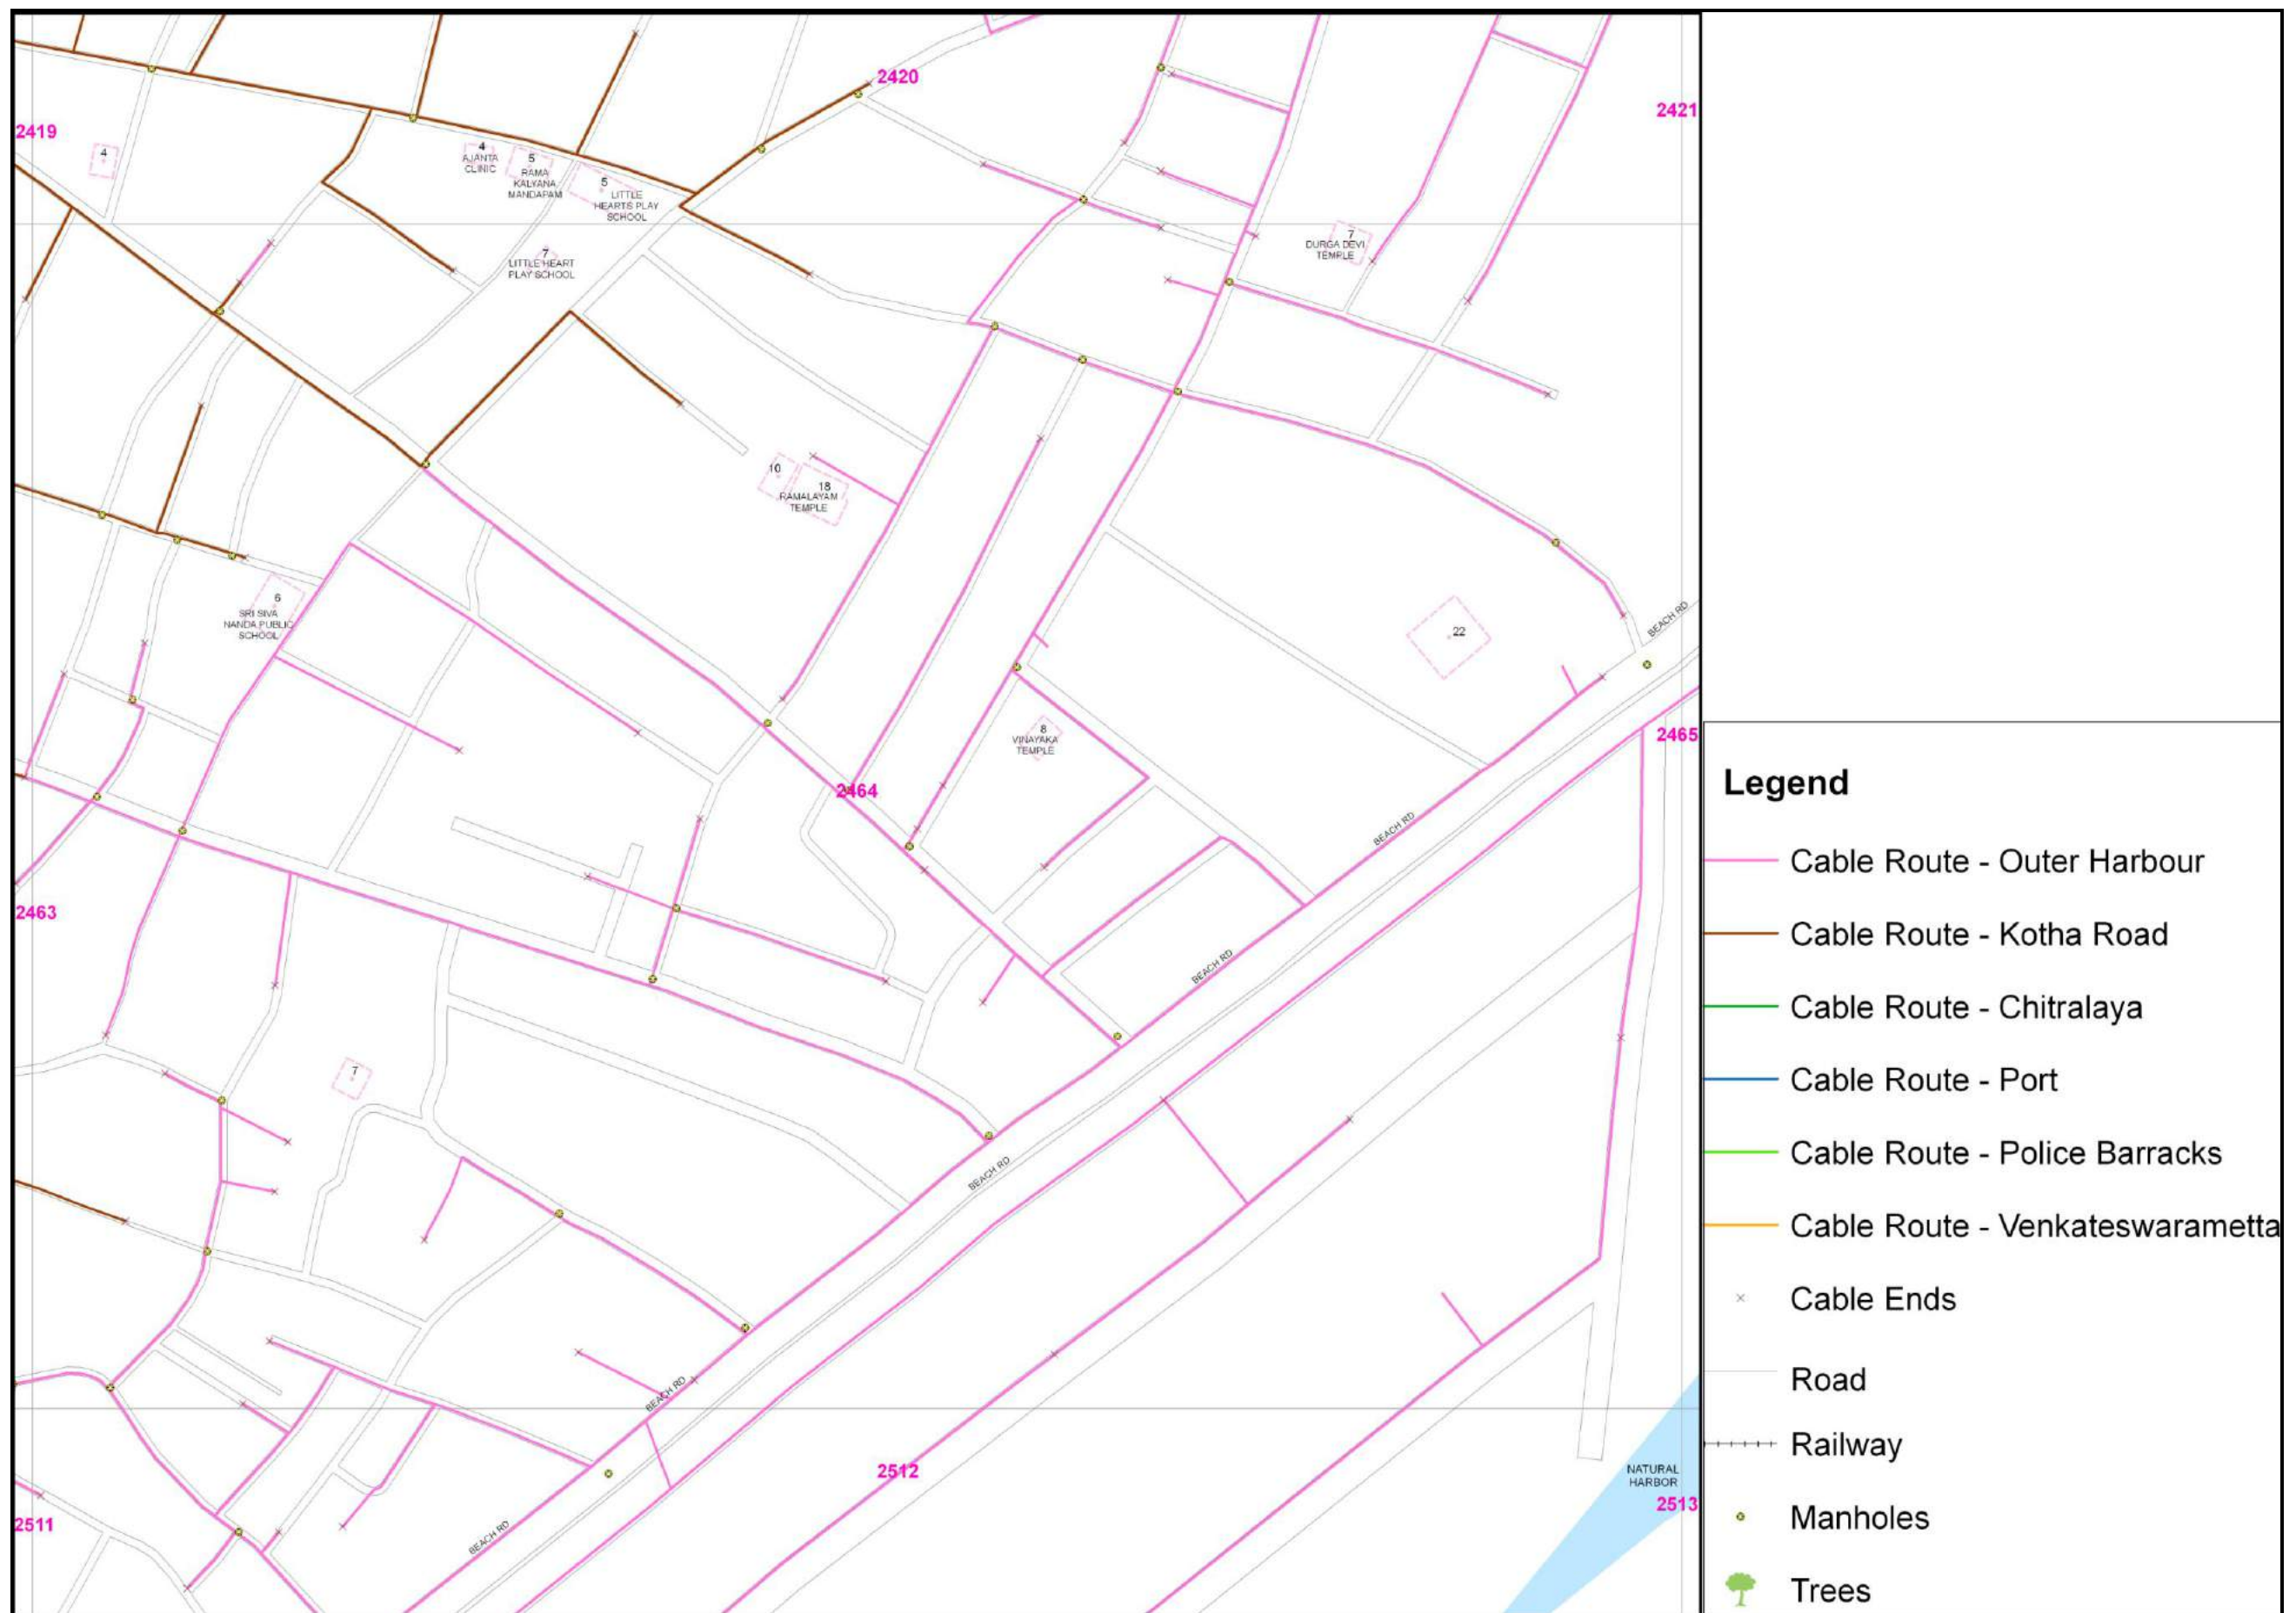 2420
2421
2419
4
4
AJANTA
CLINIC
5
RAMA
KALYANA
MANDAPAM
5
LITTLE
HEARTS PLAY
SCHOOL
7
LITTLE HEART
PLAY SCHOOL
7
DURGA DEVI
TEMPLE
10
18
RAMALAYAM
TEMPLE
6
SRI SIVA
NANDA PUBLIC
SCHOOL
22
BEACH RD
8
VINAYAKA
TEMPLE
2465
2464
BEACH RD
2463
BEACH RD
7
BEACH RD
BEACH RD
2512
NATURAL
HARBOR
2513
2511
BEACH RD
Legend
Cable Route - Outer Harbour
Cable Route - Kotha Road
Cable Route - Chitralaya
Cable Route - Port
Cable Route - Police Barracks
Cable Route - Venkateswarametta
Cable Ends
Road
Railway
Manholes
Trees